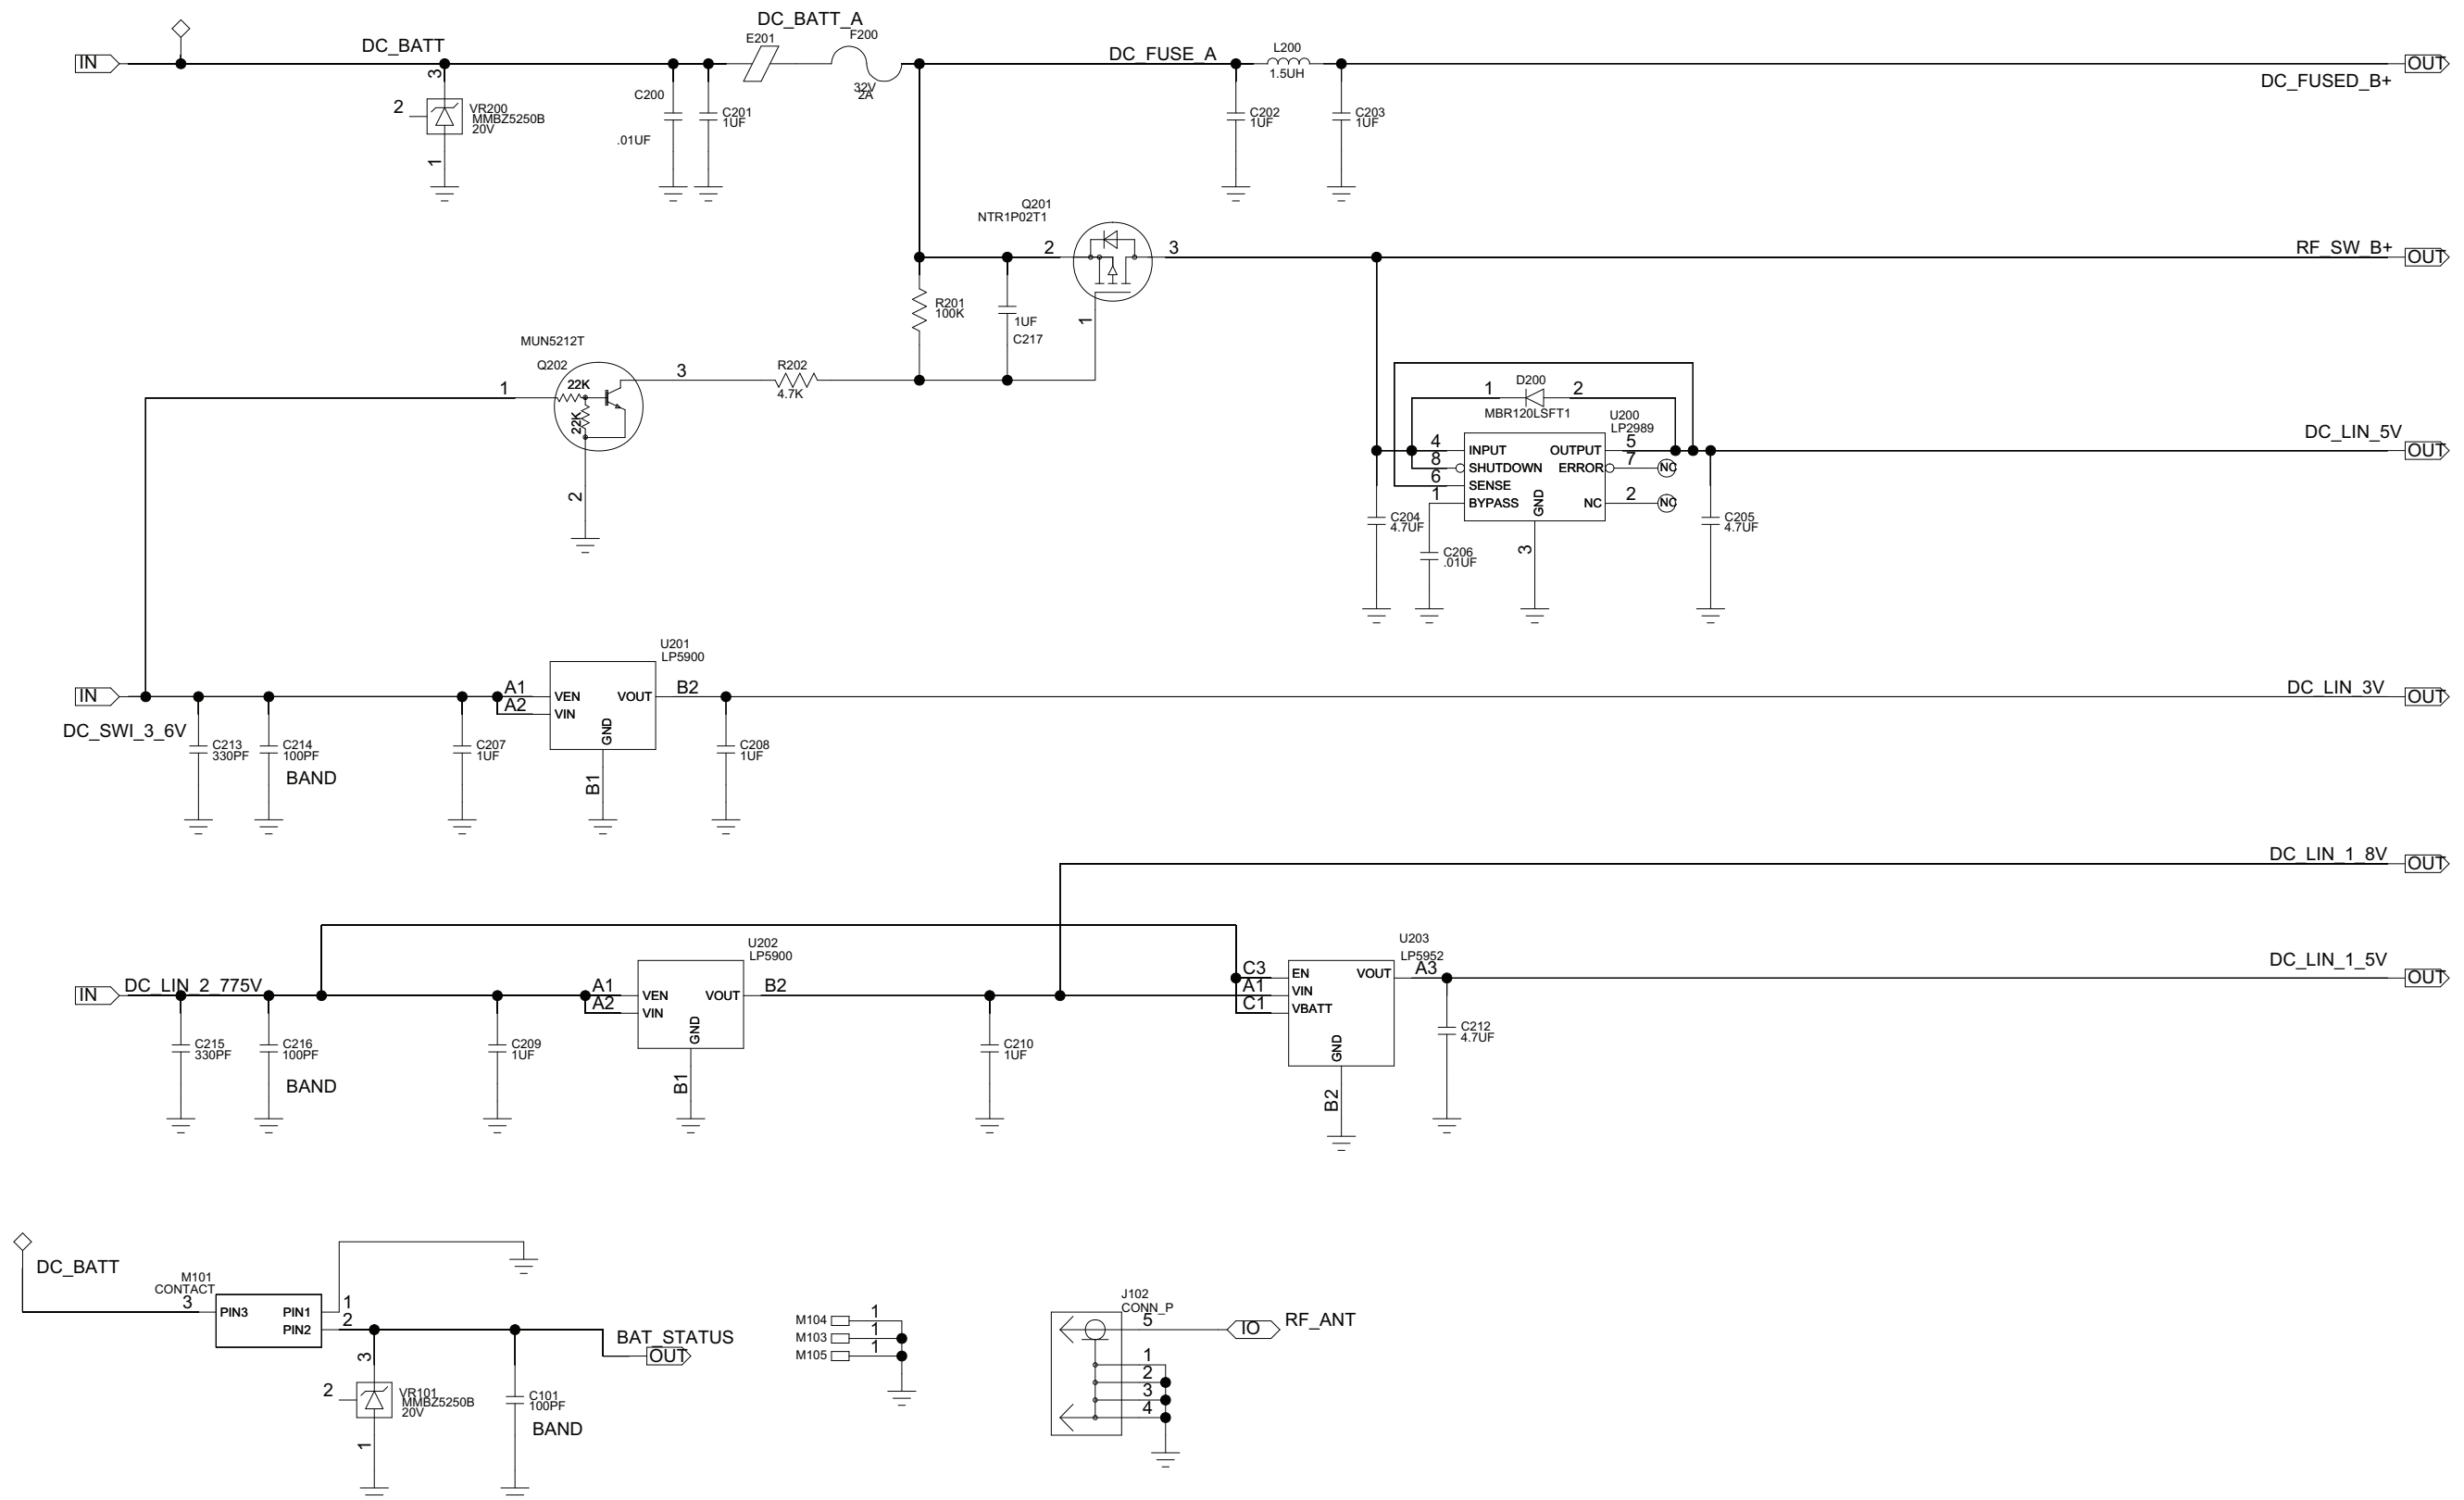 DC_BATT_A
E201
F200
DC_BATT
IN
3
2
VR200
MMBZ5250B
20V
1
C200
.01UF
C201
1UF
32V
2A
DC_FUSE_A
L200
1.5UH
C202
1UF
C203
1UF
OUT
DC_FUSED_B+
Q201
NTR1P02T1
2
3
1
RF_SW_B+
OUT
R201
100K
1UF
C217
MUN5212T
Q202
22K
22K
1
3
2
R202
4.7K
1
D200
2
MBR120LSFT1
U200
LP2989
4
INPUT
OUTPUT
5
8
SHUTDOWN
ERROR
7
NC
6
SENSE
1
BYPASS
GND
NC
2
NC
3
DC_LIN_5V
OUT
C204
4.7UF
C206
.01UF
C205
4.7UF
U201
LP5900
IN
DC_SWI_3_6V
A1
VEN
VOUT
B2
A2
VIN
GND
B1
C213
330PF
C214
100PF
BAND
C207
1UF
C208
1UF
DC_LIN_3V
OUT
DC_LIN_1_8V
OUT
IN
DC_LIN_2_775V
U202
LP5900
A1
VEN
VOUT
B2
A2
VIN
GND
B1
C215
330PF
C216
100PF
BAND
C209
1UF
C210
1UF
U203
LP5952
C3
EN
VOUT
A3
A1
VIN
C1
VBATT
GND
B2
C212
4.7UF
DC_LIN_1_5V
OUT
DC_BATT
M101
CONTACT
3
PIN3
PIN1
1
PIN2
2
BAT_STATUS
OUT
3
2
VR101
MMBZ5250B
20V
1
C101
100PF
BAND
M104
1
M103
1
M105
1
J102
CONN_P
5
IO
RF_ANT
1
2
3
4